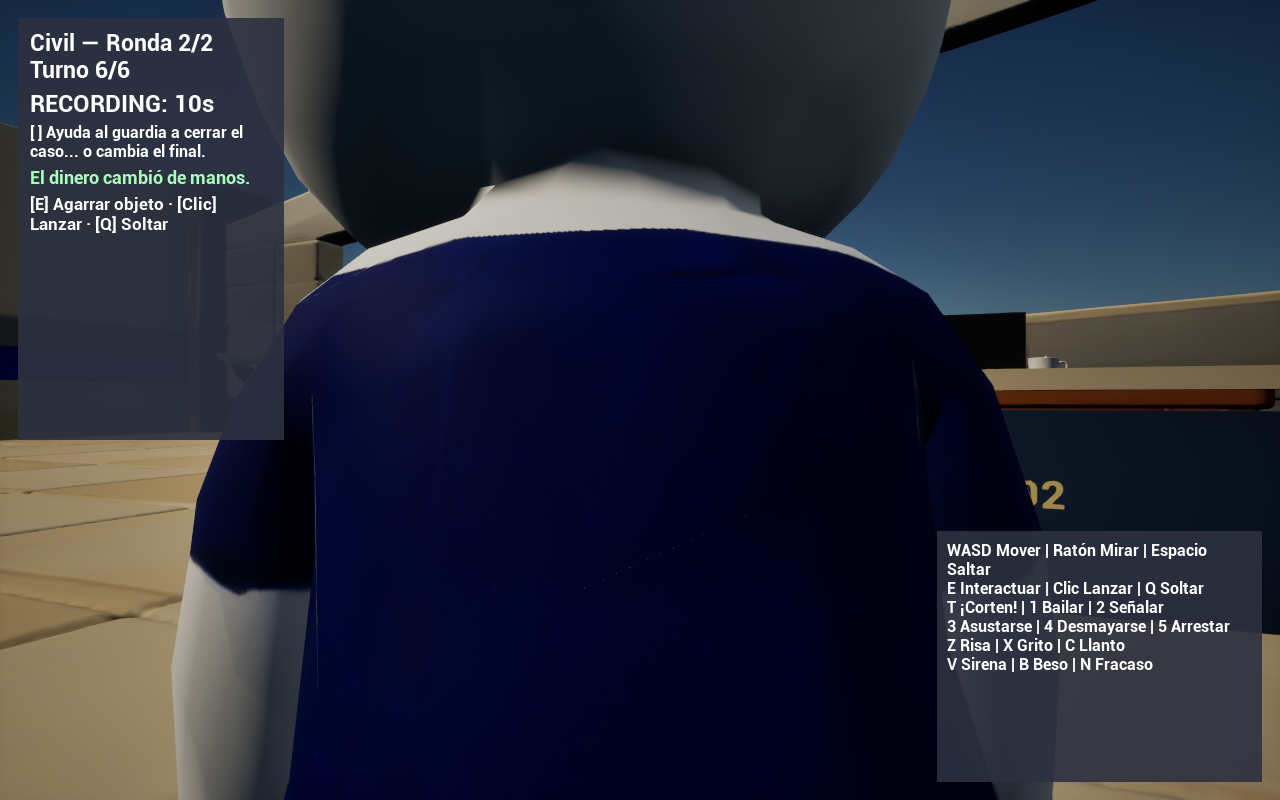 Civil — Ronda 2/2
Turno 6/6
RECORDING: 10s
[ ] Ayuda al guardia a cerrar el
caso... o cambia el final.
El dinero cambió de manos.
[E] Agarrar objeto · [Clic]
Lanzar · [Q] Soltar
02
WASD Mover | Ratón Mirar | Espacio
Saltar
E Interactuar | Clic Lanzar | Q Soltar
T ¡Corten! | 1 Bailar | 2 Señalar
3 Asustarse | 4 Desmayarse | 5 Arrestar
Z Risa | X Grito | C Llanto
V Sirena | B Beso | N Fracaso